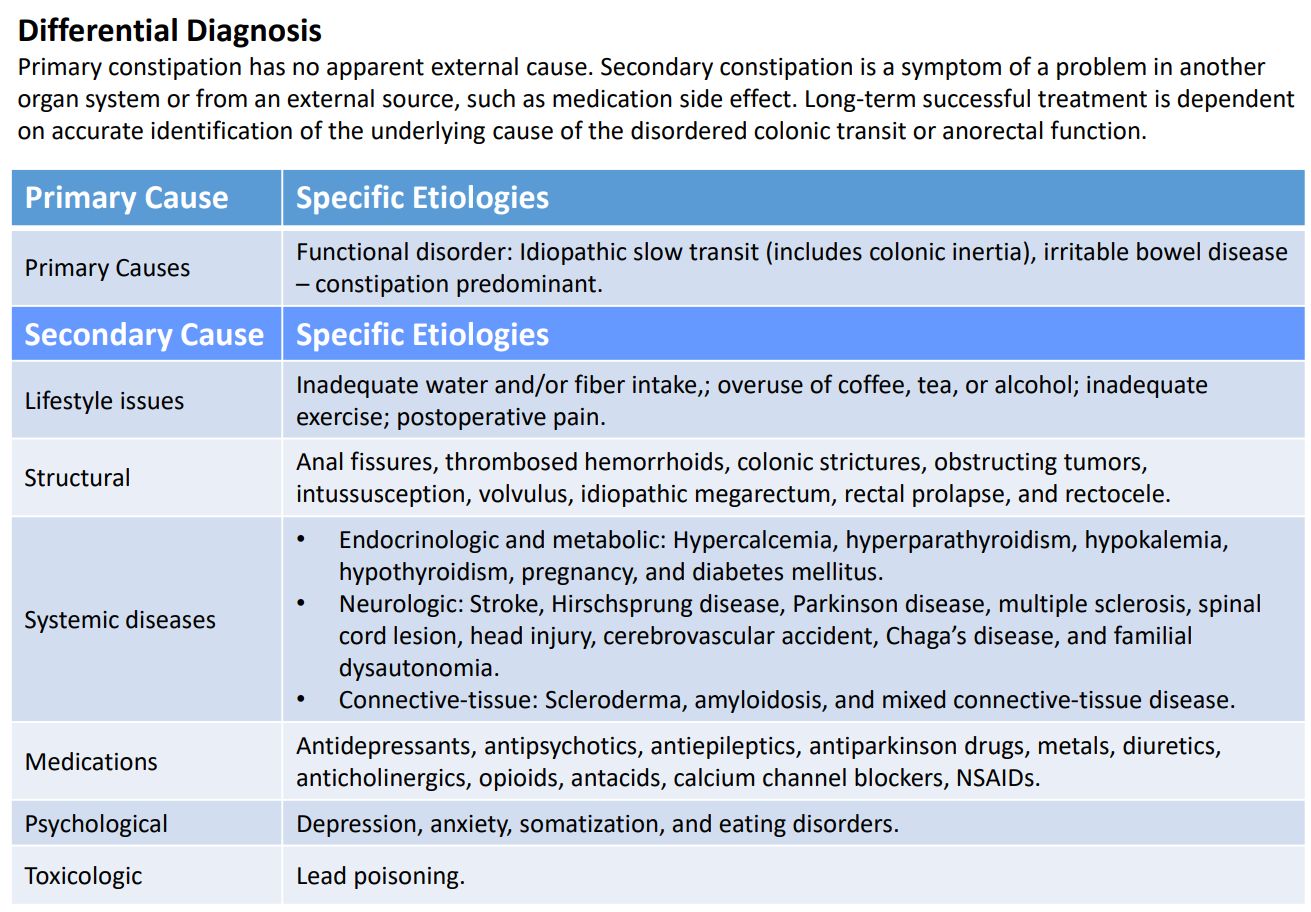 Differential Diagnosis
Primary constipation has no apparent external cause. Secondary constipation is a symptom of a problem in another
organ system or from an external source, such as medication side effect. Long-term successful treatment is dependent
on accurate identification of the underlying cause of the disordered colonic transit or anorectal function.
Primary Cause Specific Etiologies
Primary Causes
Functional disorder: Idiopathic slow transit (includes colonic inertia), irritable bowel disease
– constipation predominant.
Secondary Cause Specific Etiologies
Lifestyle issues
Inadequate water and/or fiber intake,; overuse of coffee, tea, or alcohol; inadequate
exercise; postoperative pain.
Structural
Anal fissures, thrombosed hemorrhoids, colonic strictures, obstructing tumors,
intussusception, volvulus, idiopathic megarectum, rectal prolapse, and rectocele.
Systemic diseases
• Endocrinologic and metabolic: Hypercalcemia, hyperparathyroidism, hypokalemia,
hypothyroidism, pregnancy, and diabetes mellitus.
• Neurologic: Stroke, Hirschsprung disease, Parkinson disease, multiple sclerosis, spinal
cord lesion, head injury, cerebrovascular accident, Chaga’s disease, and familial
dysautonomia.
• Connective-tissue: Scleroderma, amyloidosis, and mixed connective-tissue disease.
Medications
Antidepressants, antipsychotics, antiepileptics, antiparkinson drugs, metals, diuretics,
anticholinergics, opioids, antacids, calcium channel blockers, NSAIDs.
Psychological
Depression, anxiety, somatization, and eating disorders.
Toxicologic
Lead poisoning.